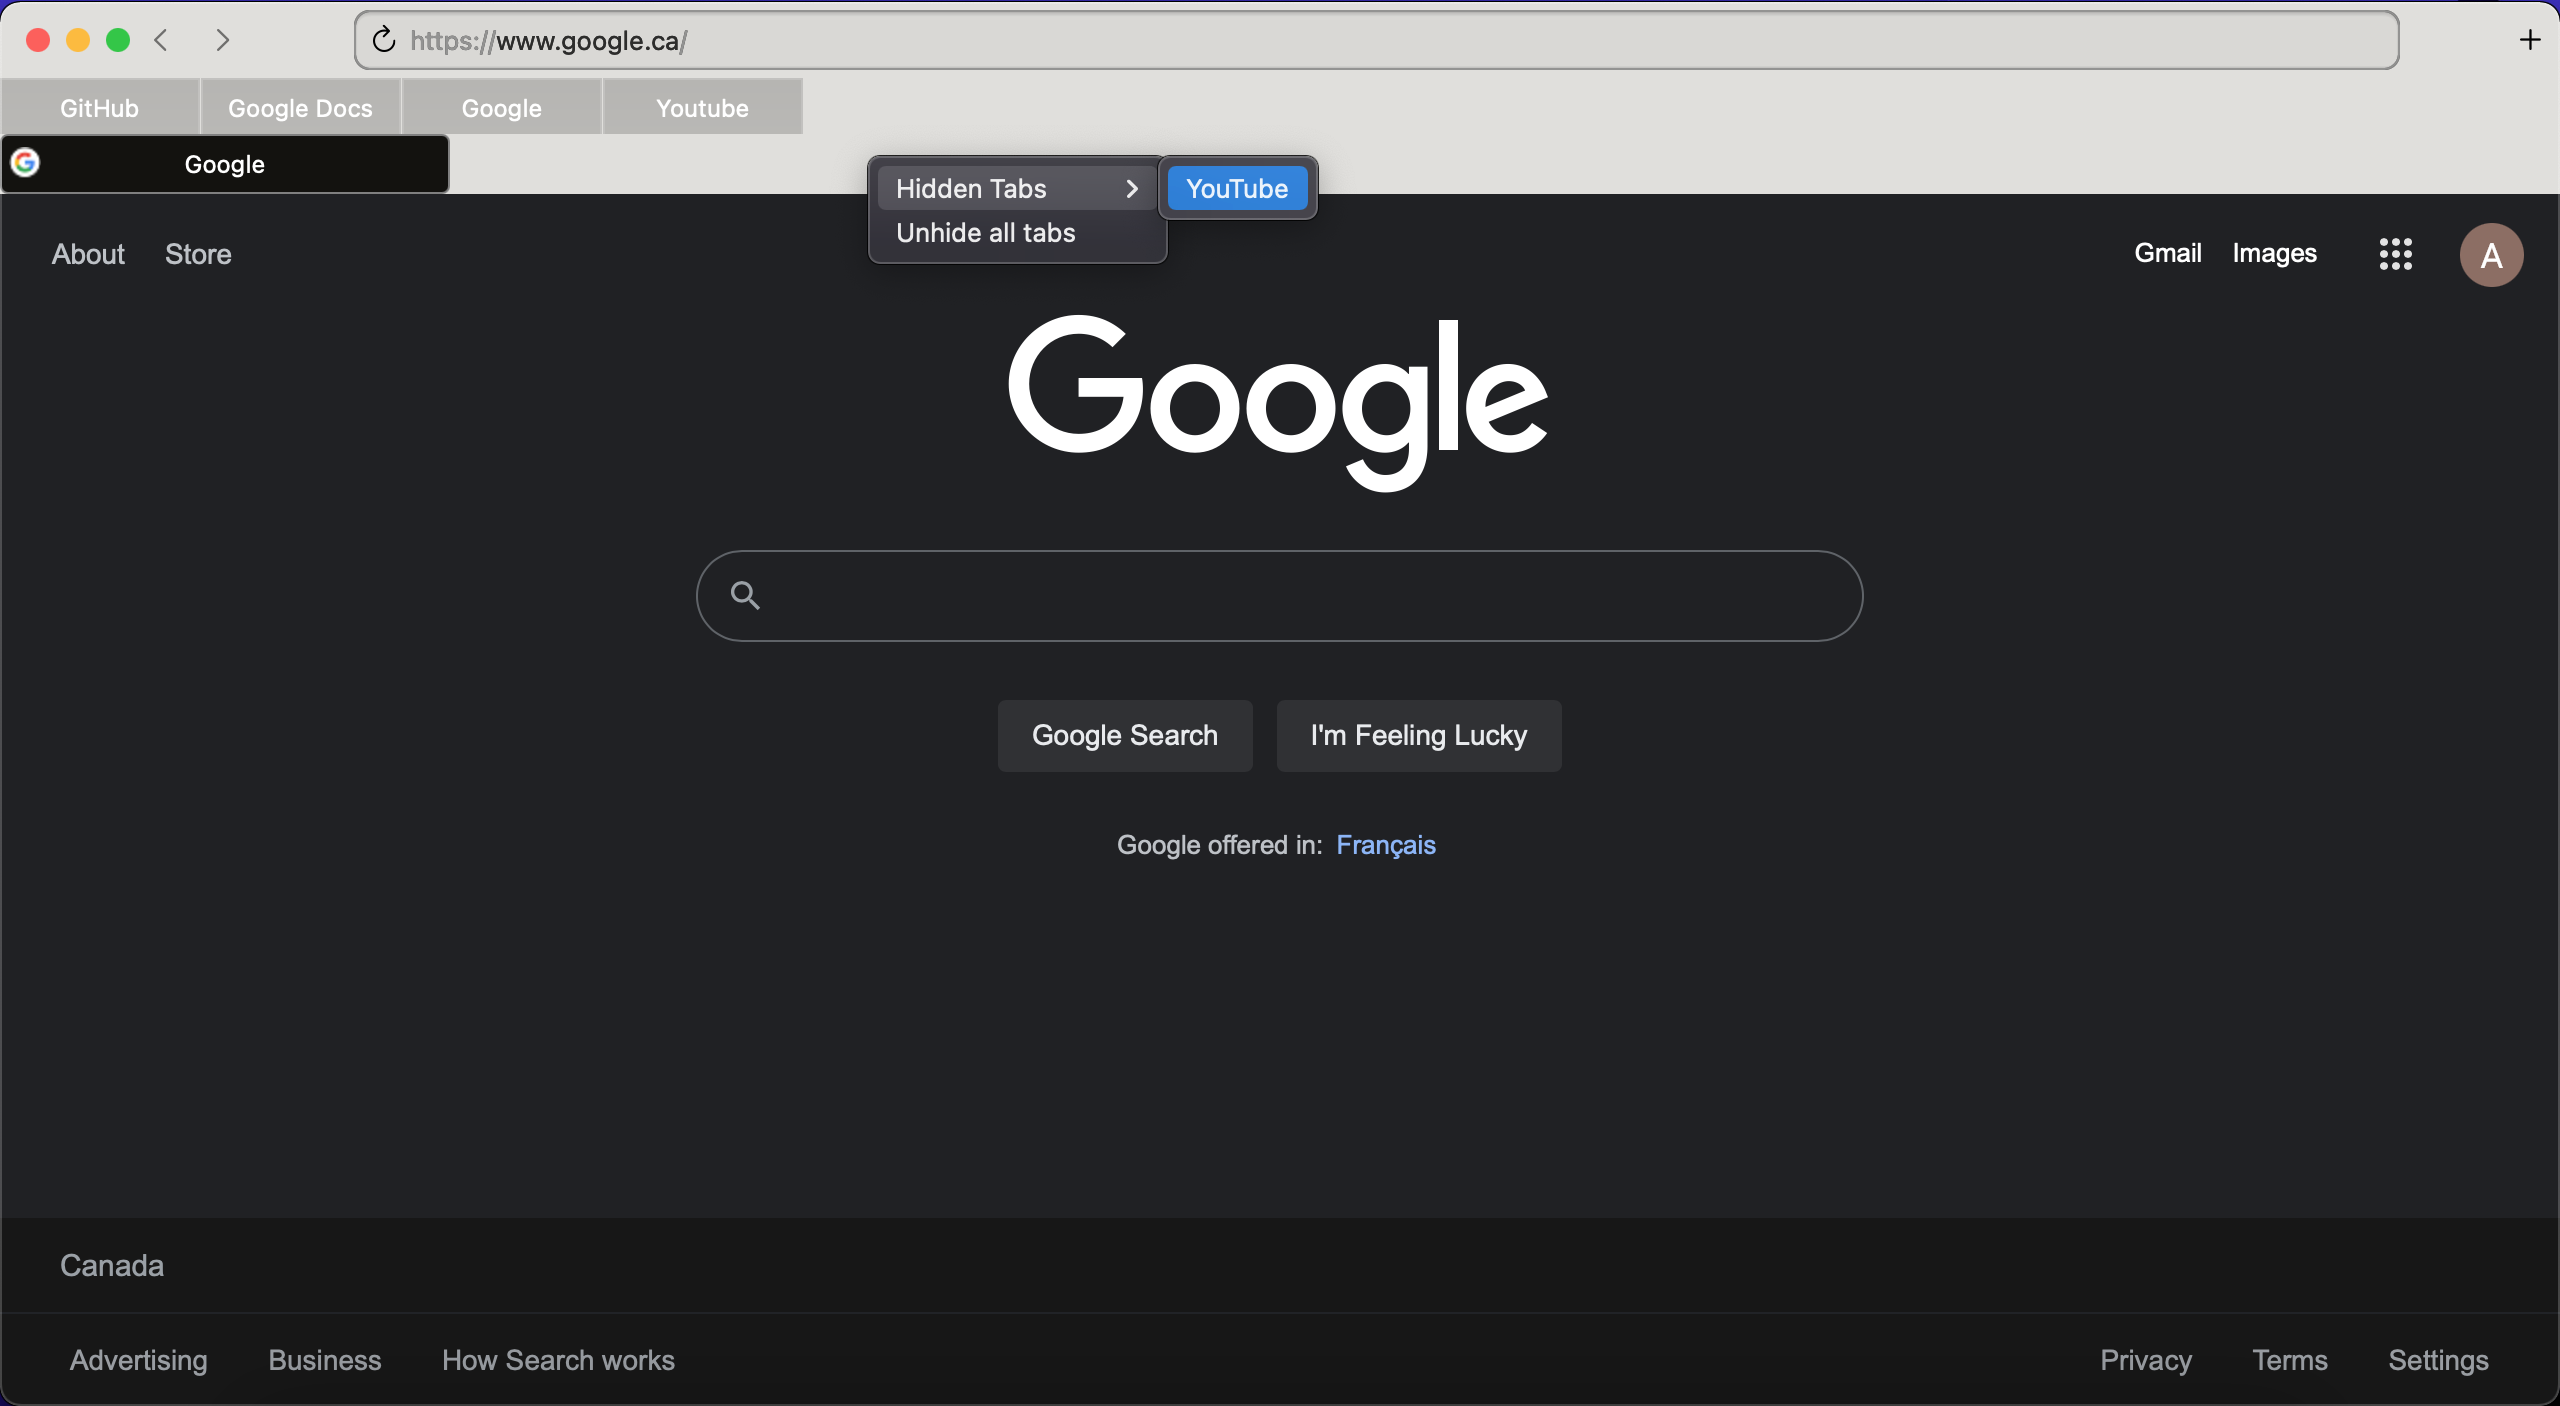 https://www.google.ca/
GitHub Google Docs Google Youtube
Google
Hidden Tabs YouTube
Unhide all tabs
About Store Gmail Images A
Google
Google Search I'm Feeling Lucky
Google offered in: Français
Canada
Advertising Business How Search works Privacy Terms Settings